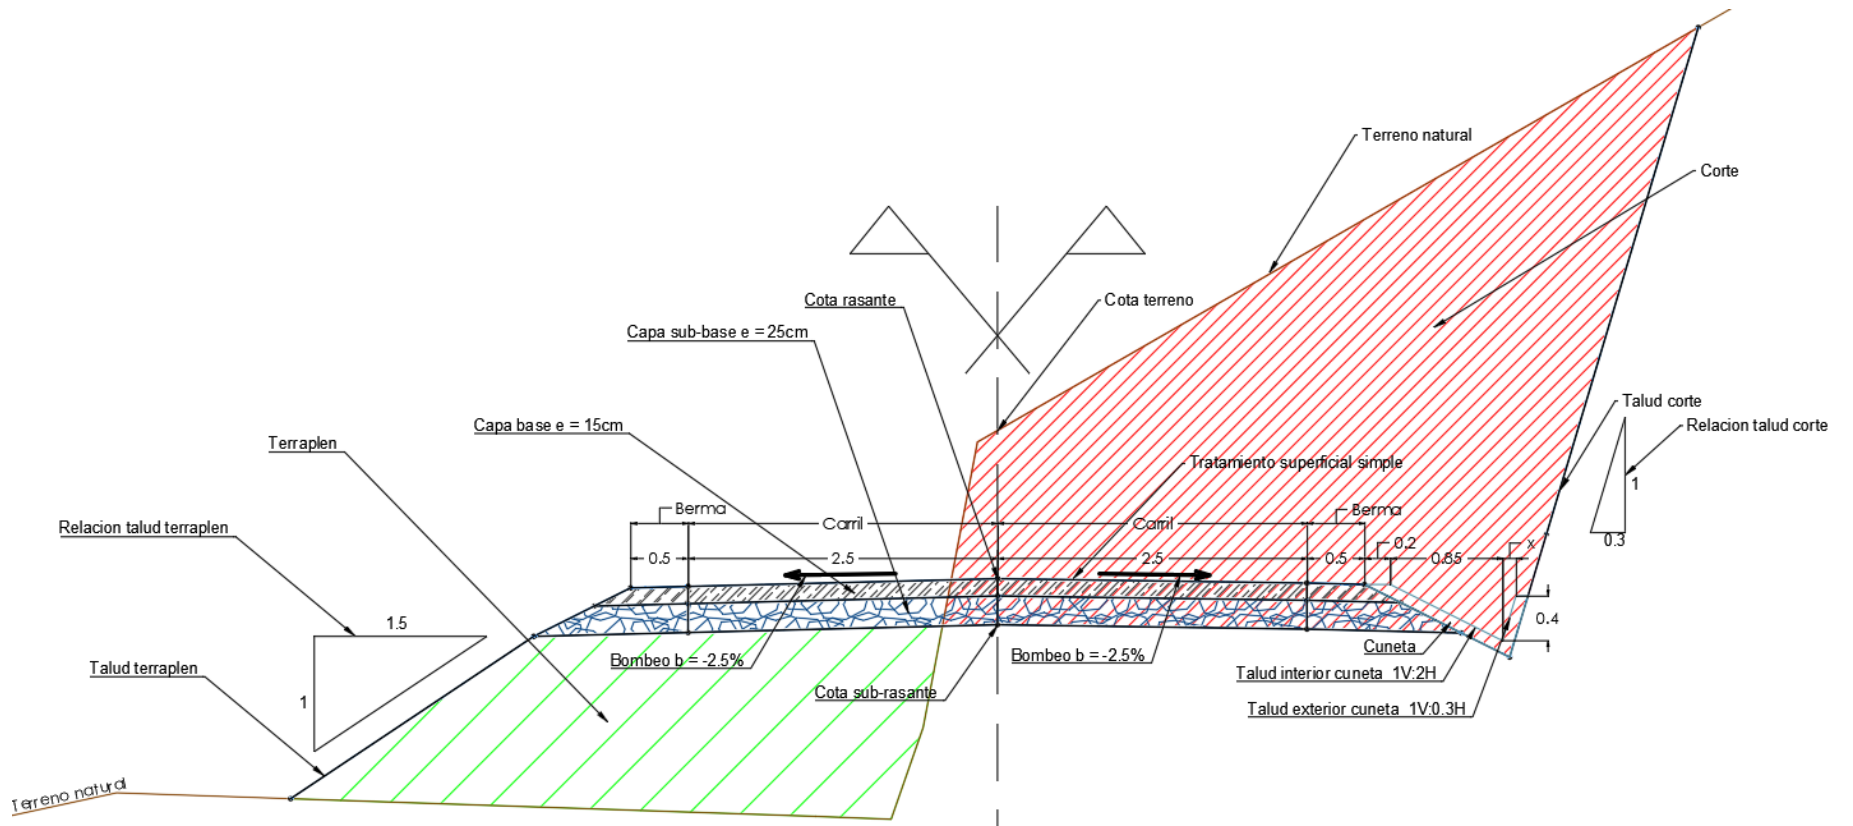 Terreno natural
Corte
Cota rasante
Cota terreno
Capa sub-base e = 25cm
Talud corte
Capa base e = 15cm
Relacion talud corte
Terraplen
Tratamiento superficial simple
1
Berma
Carril
Carril
Berma
Relacion talud terraplen
0.3
0.5
2.5
2.5
0.5
0.2
0.85
x
1.5
0.4
Bombeo b = -2.5%
Bombeo b = -2.5%
Cuneta
Talud terraplen
Talud interior cuneta 1V:2H
1
Cota sub-rasante
Talud exterior cuneta 1V:0.3H
Terreno natural